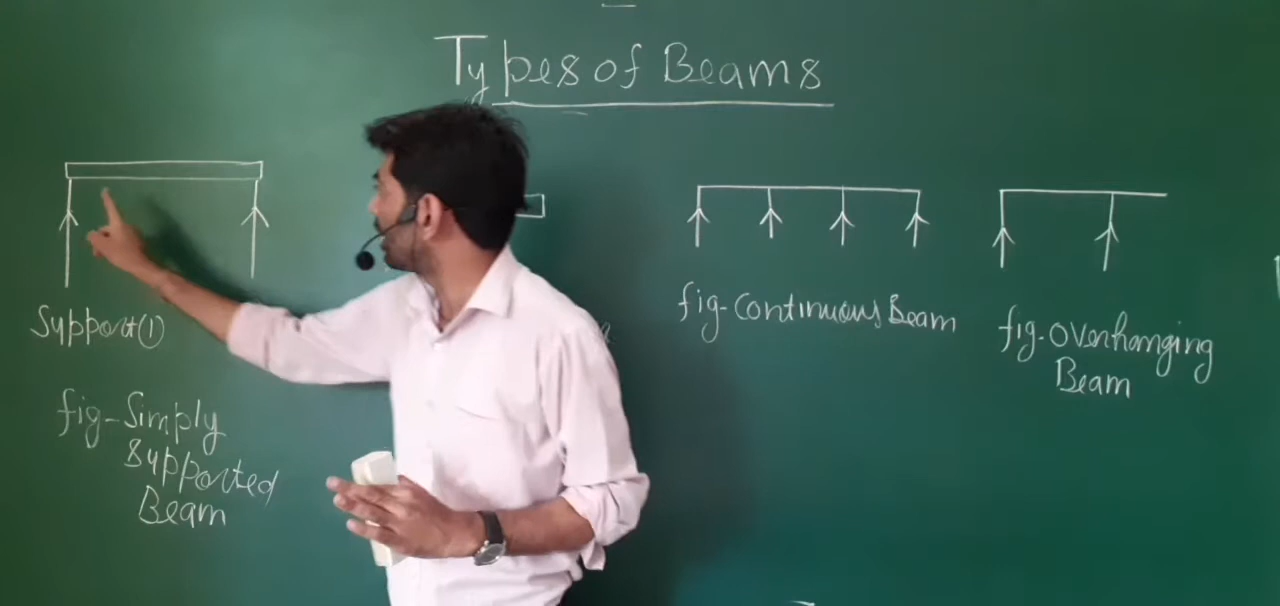 Types of Beams
Support(1)
fig-Simply
Supported
Beam
fig-Continuous Beam
fig-Overhanging
Beam